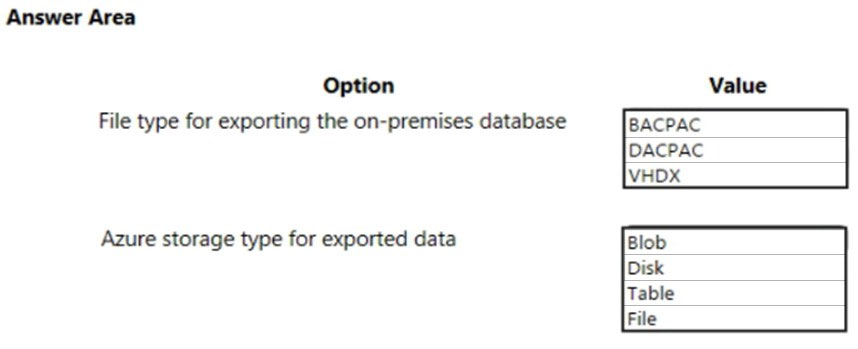 Answer Area
Option Value
File type for exporting the on-premises database
BACPAC
DACPAC
VHDX
Azure storage type for exported data
Blob
Disk
Table
File